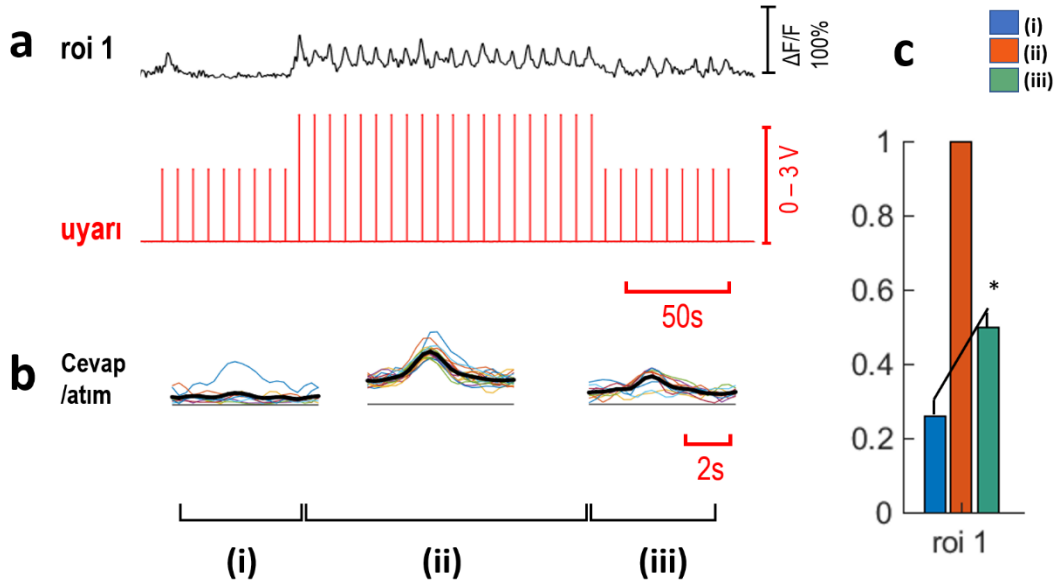 a
roi 1
ΔF/F
100%
uyarı
0 – 3 V
50s
b
Cevap
/atım
2s
(i)
(ii)
(iii)
c
(i)
(ii)
(iii)
1
0.8
0.6
*
0.4
0.2
0
roi 1